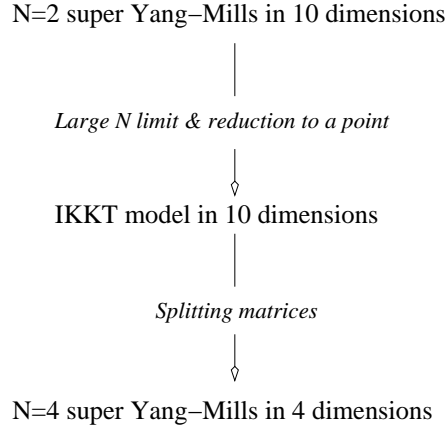 N=2 super Yang−Mills in 10 dimensions
Large N limit & reduction to a point
IKKT model in 10 dimensions
Splitting matrices
N=4 super Yang−Mills in 4 dimensions